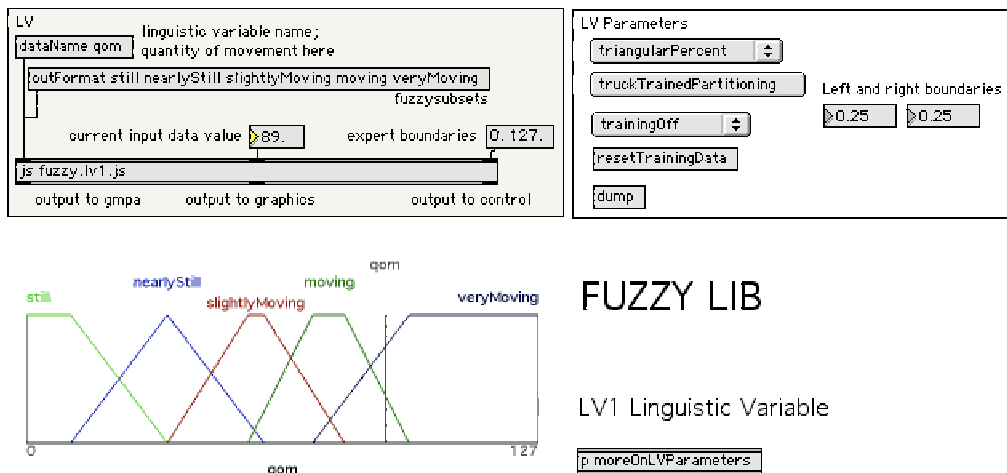 LV
linguistic variable name;
dataName qom
quantity of movement here
outFormat still nearlyStill slightlyMoving moving veryMoving
fuzzysubsets
current input data value
89.
expert boundaries
0. 127.
js fuzzy.lv1.js
output to gmpa
output to graphics
output to control
LV Parameters
triangularPercent
truckTrainedPartitioning
Left and right boundaries
0.25
0.25
trainingOff
resetTrainingData
dump
qom
nearlyStill
moving
still
slightlyMoving
veryMoving
0
127
qom
FUZZY LIB
LV1 Linguistic Variable
p moreOnLVParameters